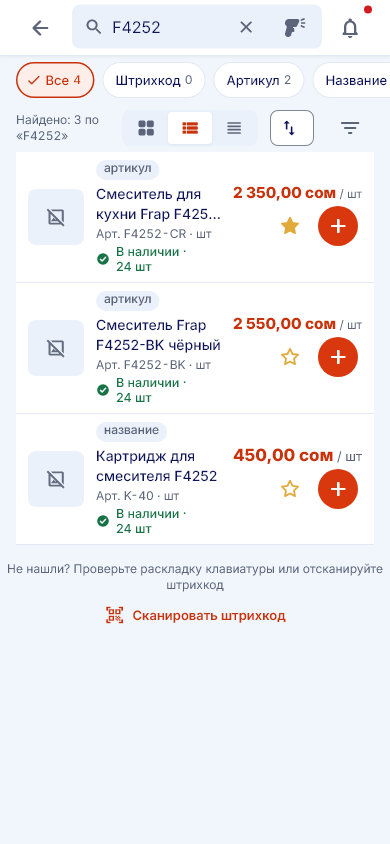 F4252
Все 4
Штрихкод 0
Артикул 2
Название
Найдено: 3 по
«F4252»
артикул
Смеситель для
кухни Frap F425...
2 350,00 сом / шт
Арт. F4252-CR · шт
В наличии ·
24 шт
артикул
Смеситель Frap
F4252-BK чёрный
2 550,00 сом / шт
Арт. F4252-BK · шт
В наличии ·
24 шт
название
Картридж для
смесителя F4252
450,00 сом / шт
Арт. K-40 · шт
В наличии ·
24 шт
Не нашли? Проверьте раскладку клавиатуры или отсканируйте
штрихкод
Сканировать штрихкод